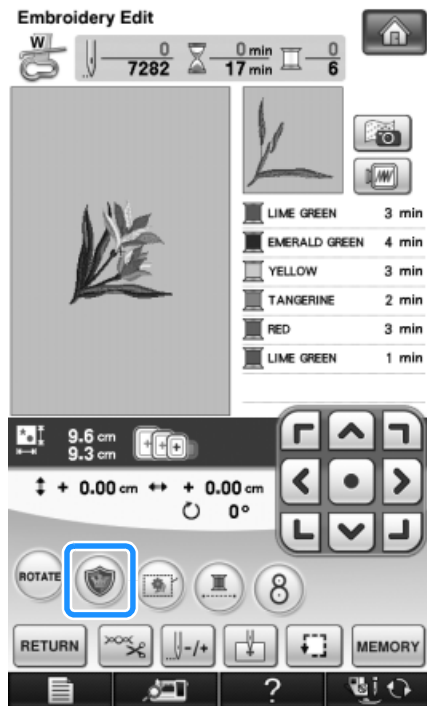 Embroidery Edit
W
0
7282
0 min
17 min
0
6
LIME GREEN 3 min
EMERALD GREEN 4 min
YELLOW 3 min
TANGERINE 2 min
RED 3 min
LIME GREEN 1 min
9.6 cm
9.3 cm
+ 0.00 cm + 0.00 cm
0°
ROTATE
8
RETURN -/+ MEMORY
?